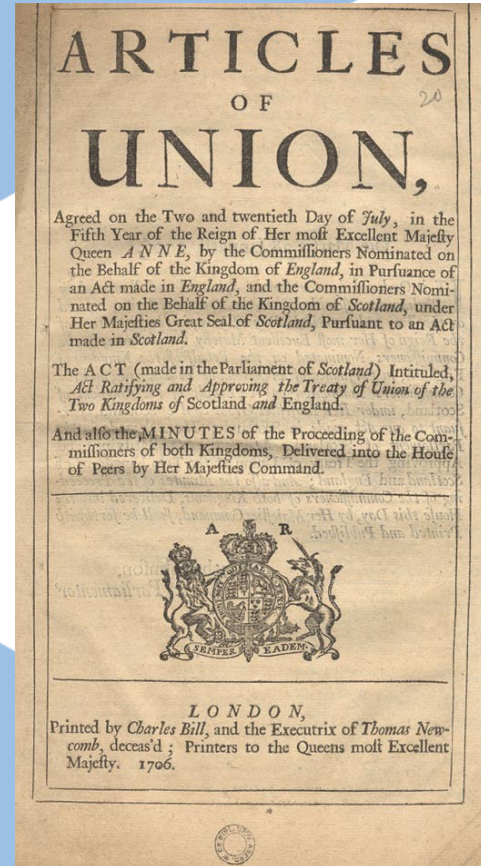 ARTICLES
OF
20
UNION,
Agreed on the Two and twentieth Day of July, in the
Fifth Year of the Reign of Her moſt Excellent Majeſty
Queen ANNE, by the Commiſſioners Nominated on
the Behalf of the Kingdom of England, in Purſuance of
an Act made in England, and the Commiſſioners Nomi-
nated on the Behalf of the Kingdom of Scotland, under
Her Majeſties Great Seal of Scotland, Purſuant to an Act
made in Scotland.
The ACT (made in the Parliament of Scotland) Intituled,
Act Ratifying and Approving the Treaty of Union of the
Two Kingdoms of Scotland and England.
And also the MINUTES of the Proceeding of the Com-
miſſioners of both Kingdoms, Delivered into the Houſe
of Peers by Her Majeſties Command.
A R
SEMPER EADEM
LONDON,
Printed by Charles Bill, and the Executrix of Thomas New-
comb, deceas'd ; Printers to the Queens moſt Excellent
Majeſty. 1706.